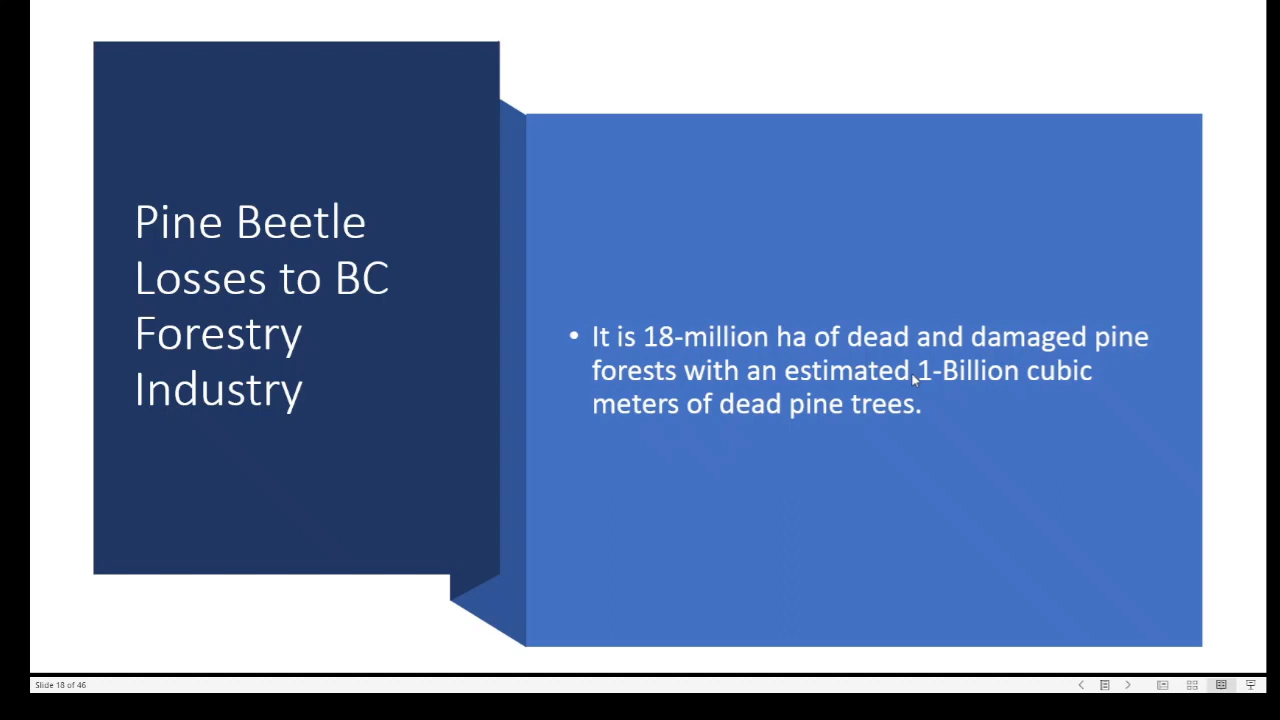 Pine Beetle
Losses to BC
Forestry
Industry
• It is 18-million ha of dead and damaged pine
forests with an estimated 1-Billion cubic
meters of dead pine trees.
Slide 18 of 46